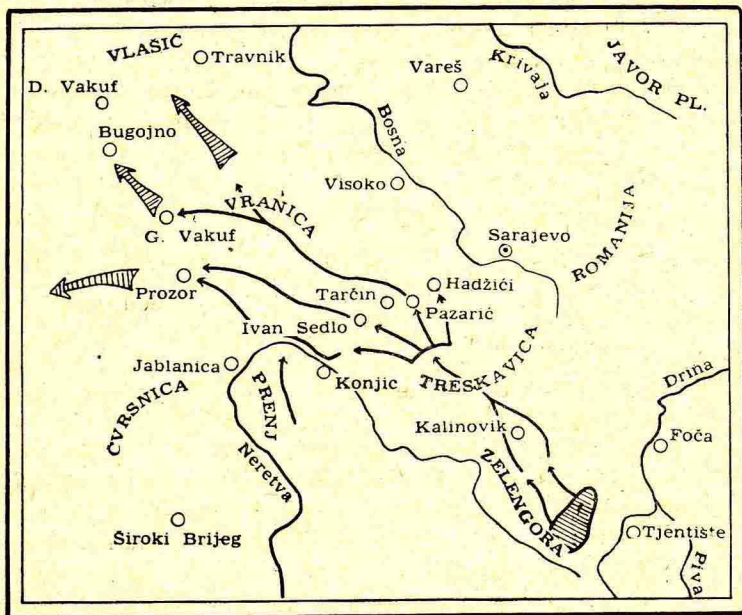 VLAŠIĆ
Travnik
Vareš
Krivaja
JAVOR PL.
D. Vakuf
Bugojno
Bosna
Visoko
VRANICA
G. Vakuf
Sarajevo
ROMANIJA
Prozor
Tarčin
Hadžići
Pazarić
Ivan Sedlo
Jablanica
Konjic
TRESKAVICA
Drina
ČVRSNICA
PRENJ
Kalinovik
Foča
Neretva
ZELENGORA
Široki Brijeg
Tjentište
Piva